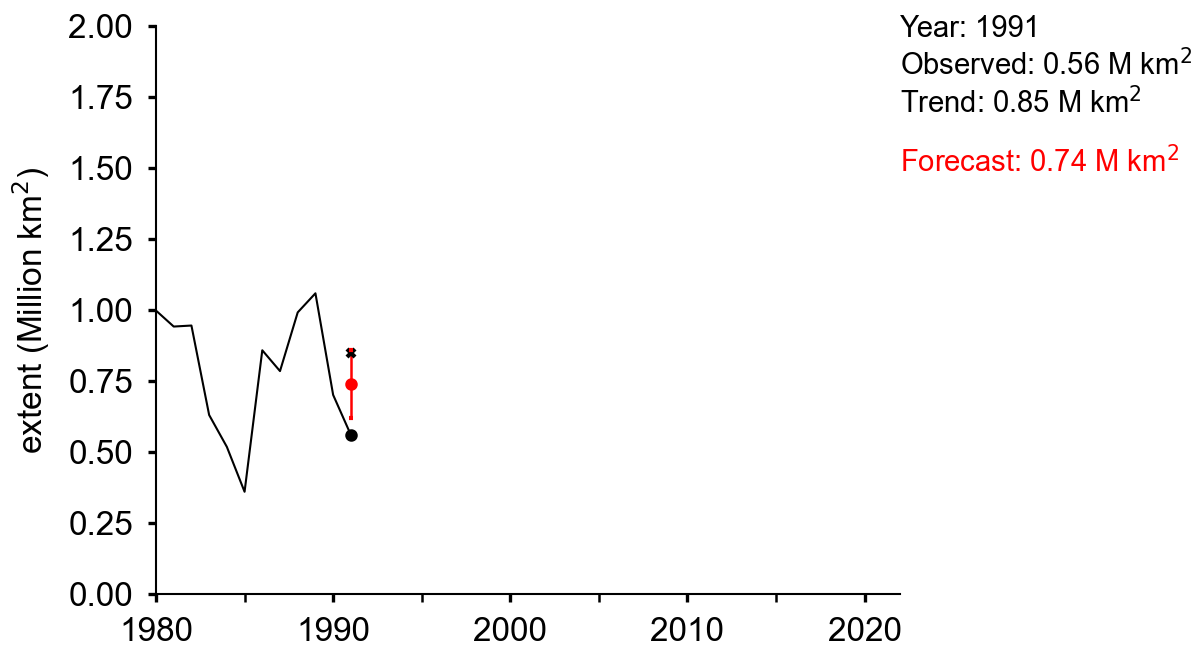 2.00
1.75
1.50
1.25
1.00
0.75
0.50
0.25
0.00
extent (Million km²)
1980 1990 2000 2010 2020
Year: 1991
Observed: 0.56 M km²
Trend: 0.85 M km²
Forecast: 0.74 M km²